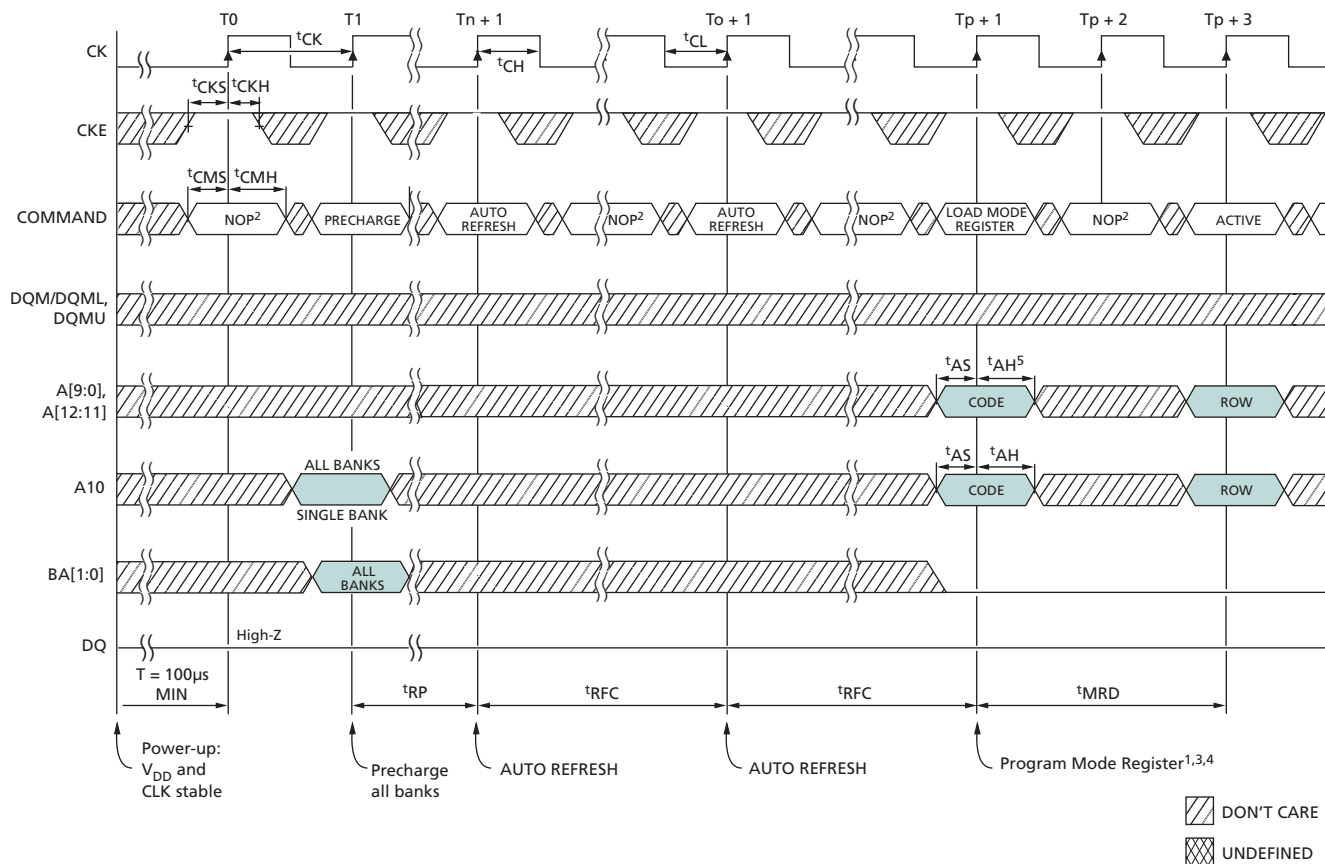 T0 T1 Tn + 1 To + 1 Tp + 1 Tp + 2 Tp + 3
CK
tCK
tCH
tCL
tCKS tCKH
CKE
tCMS tCMH
COMMAND
NOP2
PRECHARGE
AUTO
REFRESH
NOP2
AUTO
REFRESH
NOP2
LOAD MODE
REGISTER
NOP2
ACTIVE
DQM/DQML,
DQMU
A[9:0],
A[12:11]
tAS tAH5
CODE
ROW
A10
ALL BANKS
SINGLE BANK
tAS tAH
CODE
ROW
BA[1:0]
ALL
BANKS
DQ
High-Z
T = 100µs
MIN
tRP
tRFC
tRFC
tMRD
Power-up:
VDD and
CLK stable
Precharge
all banks
AUTO REFRESH
AUTO REFRESH
Program Mode Register1,3,4
DON'T CARE
UNDEFINED